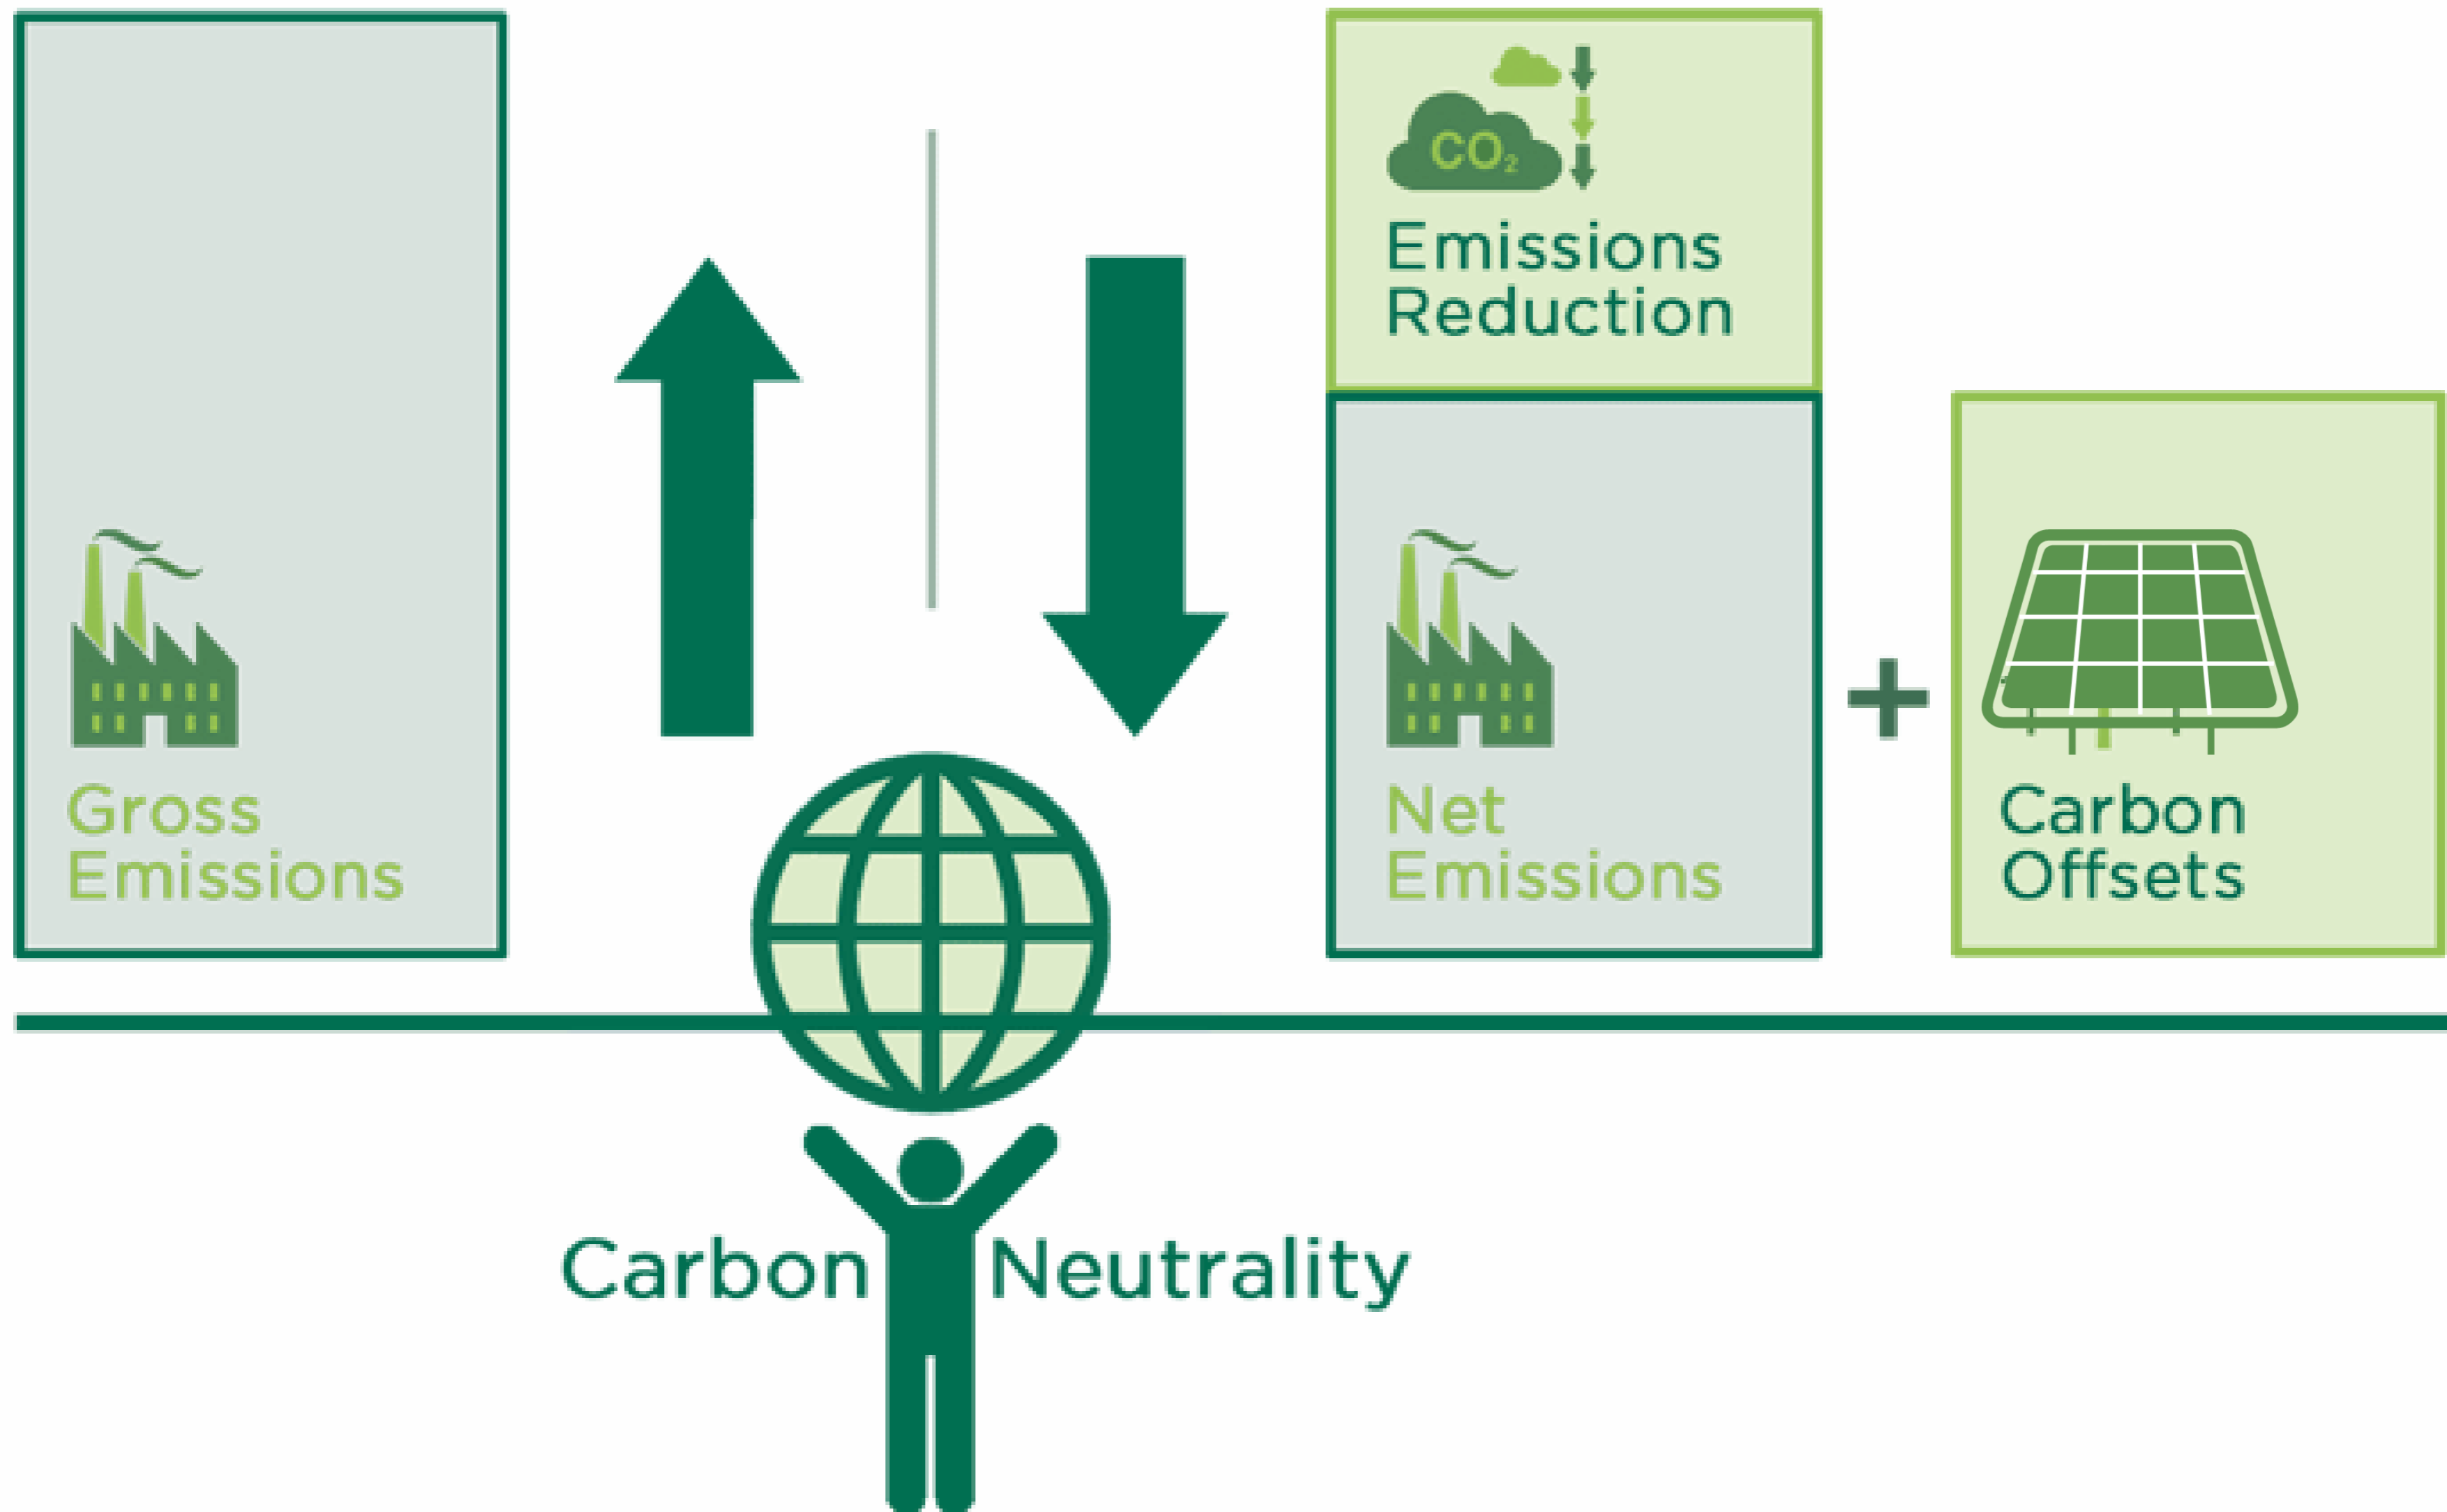 CO₂
Emissions
Reduction
Gross
Emissions
Net
Emissions
+
Carbon
Offsets
Carbon Neutrality